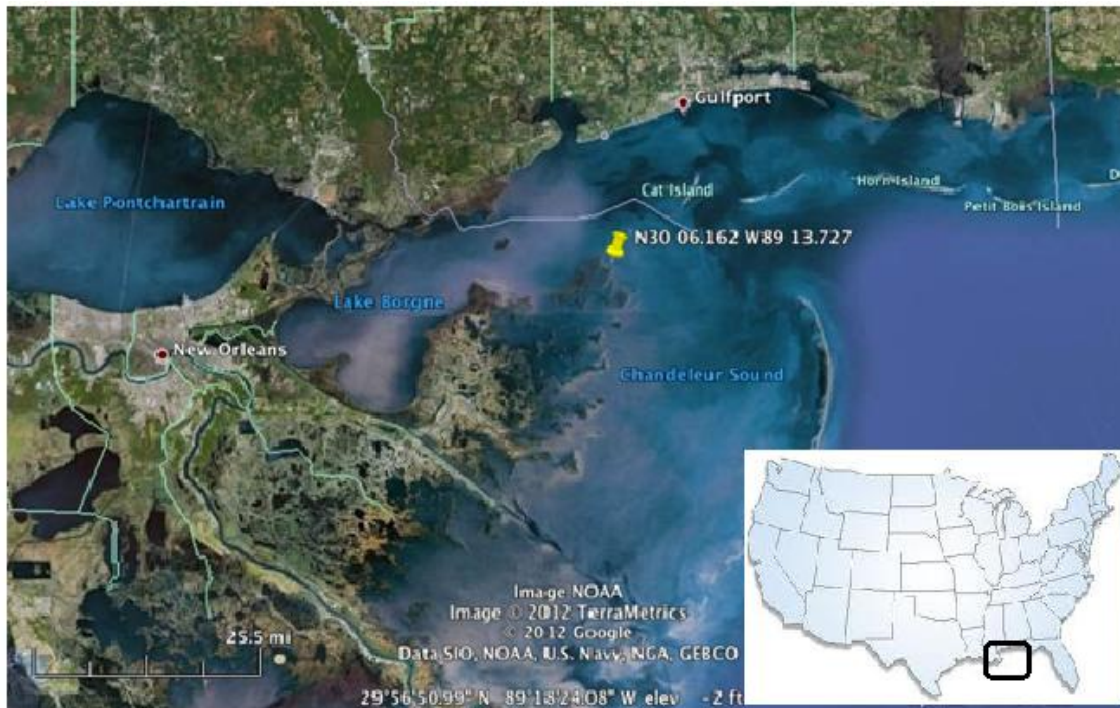 Gulfport
Cat Island
Horn Island
Lake Pontchartrain
Petit Bois Island
N30 06.162 W89 13.727
Lake Borgne
New Orleans
Chandeleur Sound
Image NOAA
Image © 2012 TerraMetrics
© 2012 Google
25.5 mi
Data SIO, NOAA, U.S. Navy, NGA, GEBCO
29°56'50.99" N 89°18'24.08" W elev -2 ft